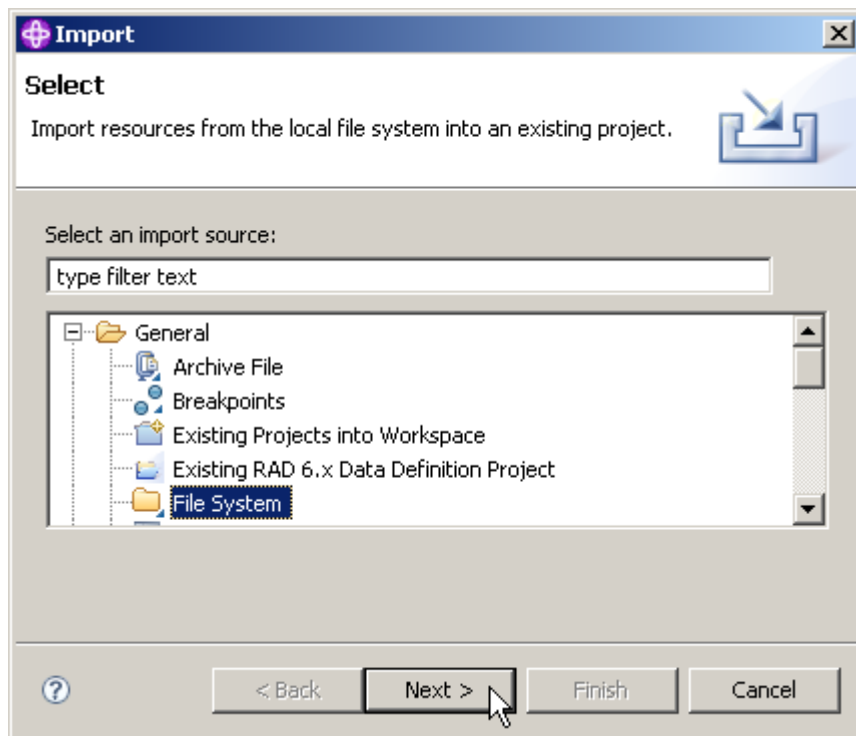 Import
Select
Import resources from the local file system into an existing project.
Select an import source:
type filter text
General
Archive File
Breakpoints
Existing Projects into Workspace
Existing RAD 6.x Data Definition Project
File System
< Back
Next >
Finish
Cancel